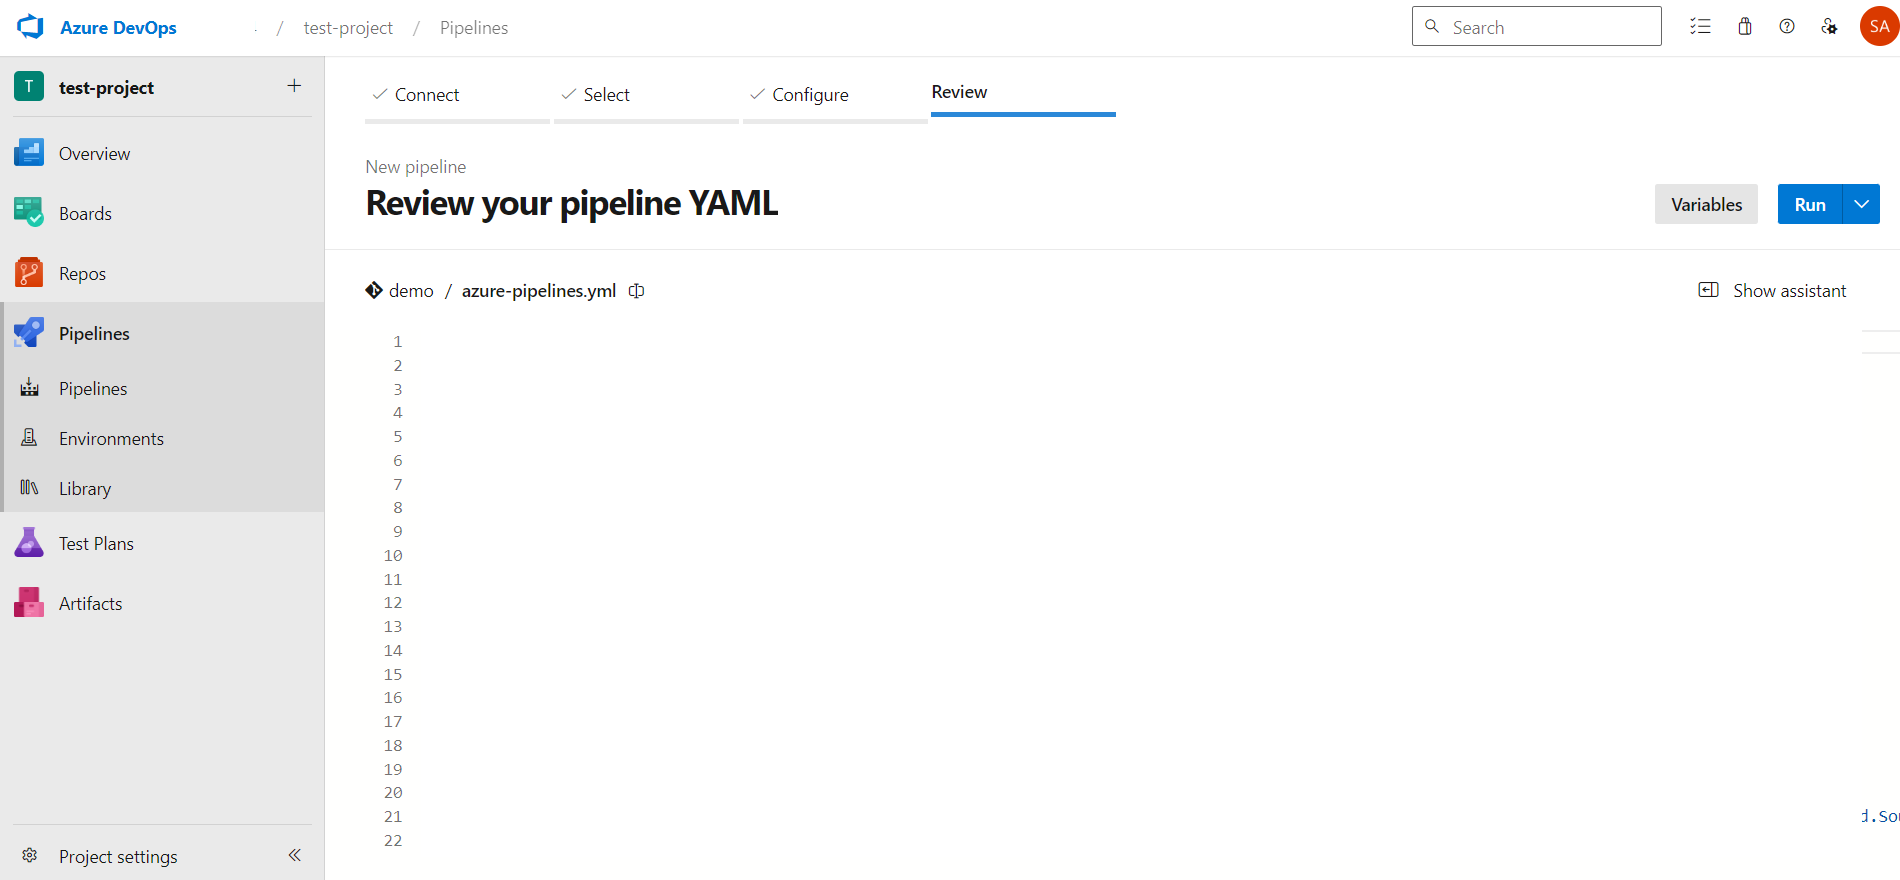 Azure DevOps / test-project / Pipelines
Search
SA
T test-project
Overview
Boards
Repos
Pipelines
Pipelines
Environments
Library
Test Plans
Artifacts
Project settings
Connect
Select
Configure
Review
New pipeline
Review your pipeline YAML
Variables
Run
demo / azure-pipelines.yml
Show assistant
1
2
3
4
5
6
7
8
9
10
11
12
13
14
15
16
17
18
19
20
21
22